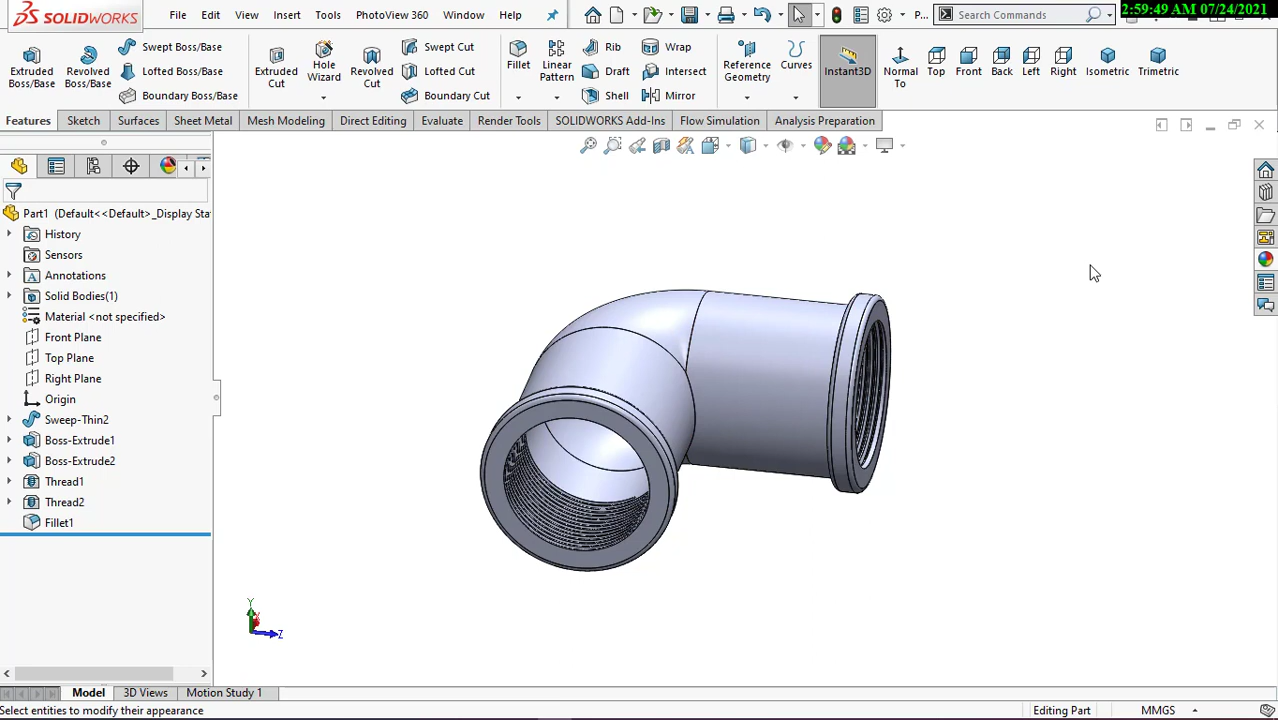 SOLIDWORKS
File
Edit
View
Insert
Tools
PhotoView 360
Window
Help
P...
Search Commands
2:59:49 AM 07/24/2021
Extruded Boss/Base
Revolved Boss/Base
Swept Boss/Base
Lofted Boss/Base
Boundary Boss/Base
Extruded Cut
Hole Wizard
Revolved Cut
Swept Cut
Lofted Cut
Boundary Cut
Fillet
Linear Pattern
Rib
Draft
Shell
Wrap
Intersect
Mirror
Reference Geometry
Curves
Instant3D
Normal To
Top
Front
Back
Left
Right
Isometric
Trimetric
Features
Sketch
Surfaces
Sheet Metal
Mesh Modeling
Direct Editing
Evaluate
Render Tools
SOLIDWORKS Add-Ins
Flow Simulation
Analysis Preparation
Part1 (Default<<Default>_Display Sta
History
Sensors
Annotations
Solid Bodies(1)
Material <not specified>
Front Plane
Top Plane
Right Plane
Origin
Sweep-Thin2
Boss-Extrude1
Boss-Extrude2
Thread1
Thread2
Fillet1
Y
X
Z
Model
3D Views
Motion Study 1
Select entities to modify their appearance
Editing Part
MMGS